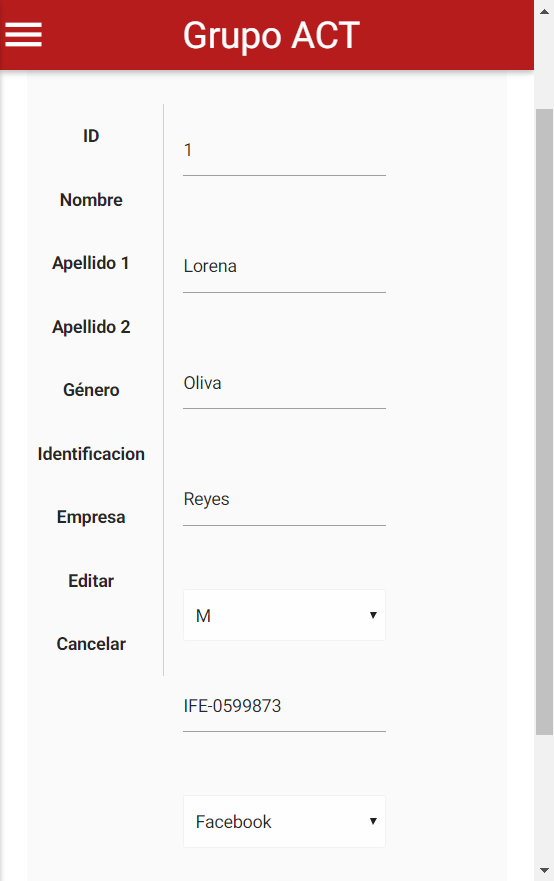 Grupo ACT
ID
Nombre
Apellido 1
Apellido 2
Género
Identificacion
Empresa
Editar
Cancelar
1
Lorena
Oliva
Reyes
M
IFE-0599873
Facebook